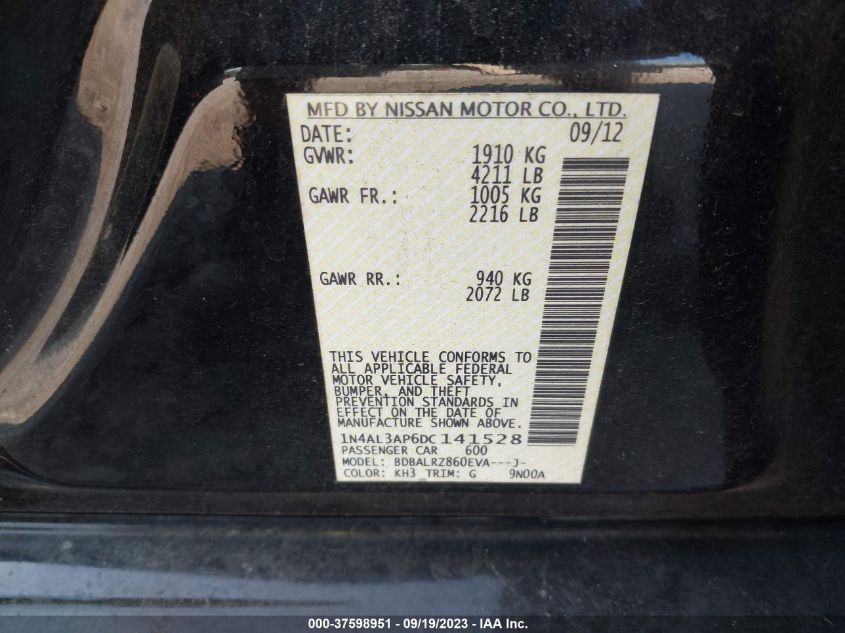 MFD BY NISSAN MOTOR CO., LTD.
DATE: 09/12
GVWR: 1910 KG
4211 LB
GAWR FR.: 1005 KG
2216 LB
GAWR RR.: 940 KG
2072 LB
THIS VEHICLE CONFORMS TO
ALL APPLICABLE FEDERAL
MOTOR VEHICLE SAFETY,
BUMPER, AND THEFT
PREVENTION STANDARDS IN
EFFECT ON THE DATE OF
MANUFACTURE SHOWN ABOVE.
1N4AL3AP6DC 141528
PASSENGER CAR 600
MODEL: BDBALRZ860EVA---J-
COLOR: KH3 TRIM: G 9N00A
000-37598951 - 09/19/2023 - IAA Inc.